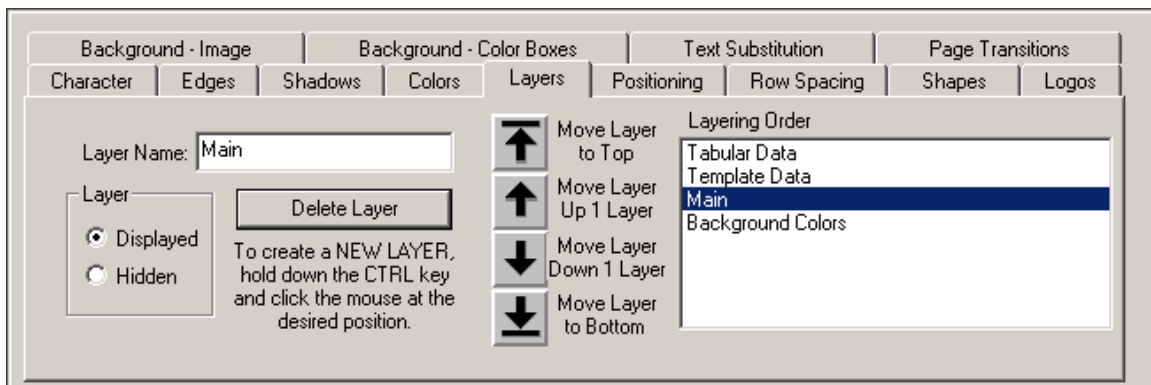 Background - Image
Background - Color Boxes
Text Substitution
Page Transitions
Character
Edges
Shadows
Colors
Layers
Positioning
Row Spacing
Shapes
Logos
Layer Name:
Main
Layer
Displayed
Hidden
Delete Layer
To create a NEW LAYER,
hold down the CTRL key
and click the mouse at the
desired position.
Move Layer
to Top
Move Layer
Up 1 Layer
Move Layer
Down 1 Layer
Move Layer
to Bottom
Layering Order
Tabular Data
Template Data
Main
Background Colors